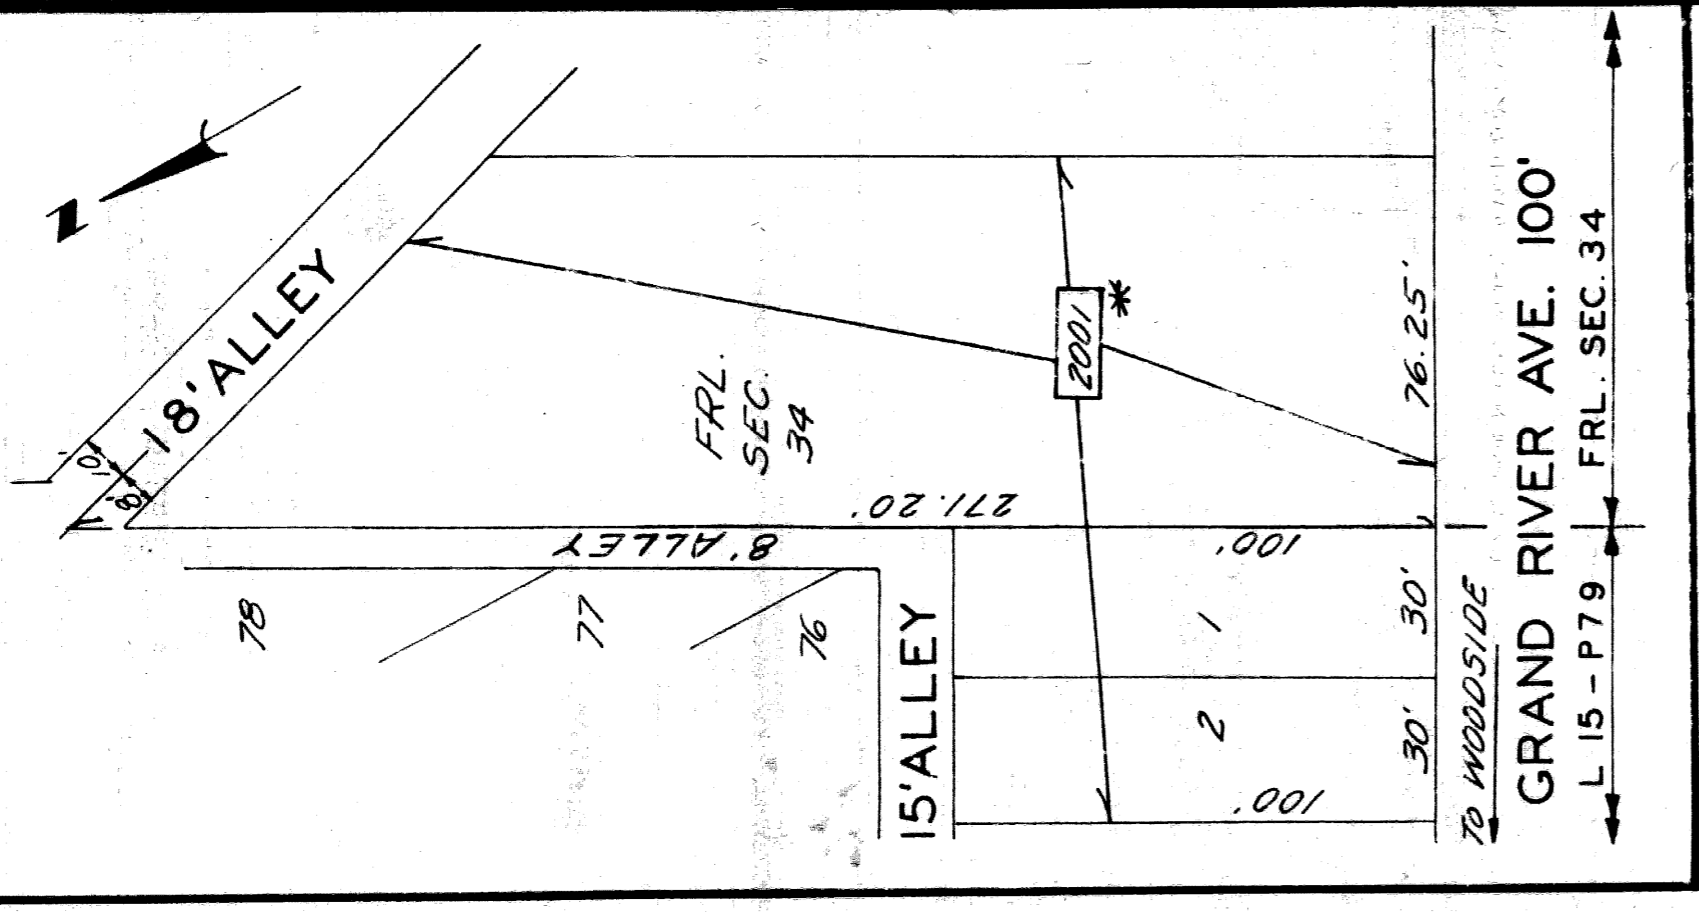 N
18' ALLEY
10'
8'
FRL.
SEC.
34
2001
*
76.25'
271.20'
8' ALLEY
100'
78
77
76
15' ALLEY
1
30'
2
30'
100'
TO WOODSIDE
GRAND RIVER AVE. 100'
L 15 - P 79
FRL. SEC. 34